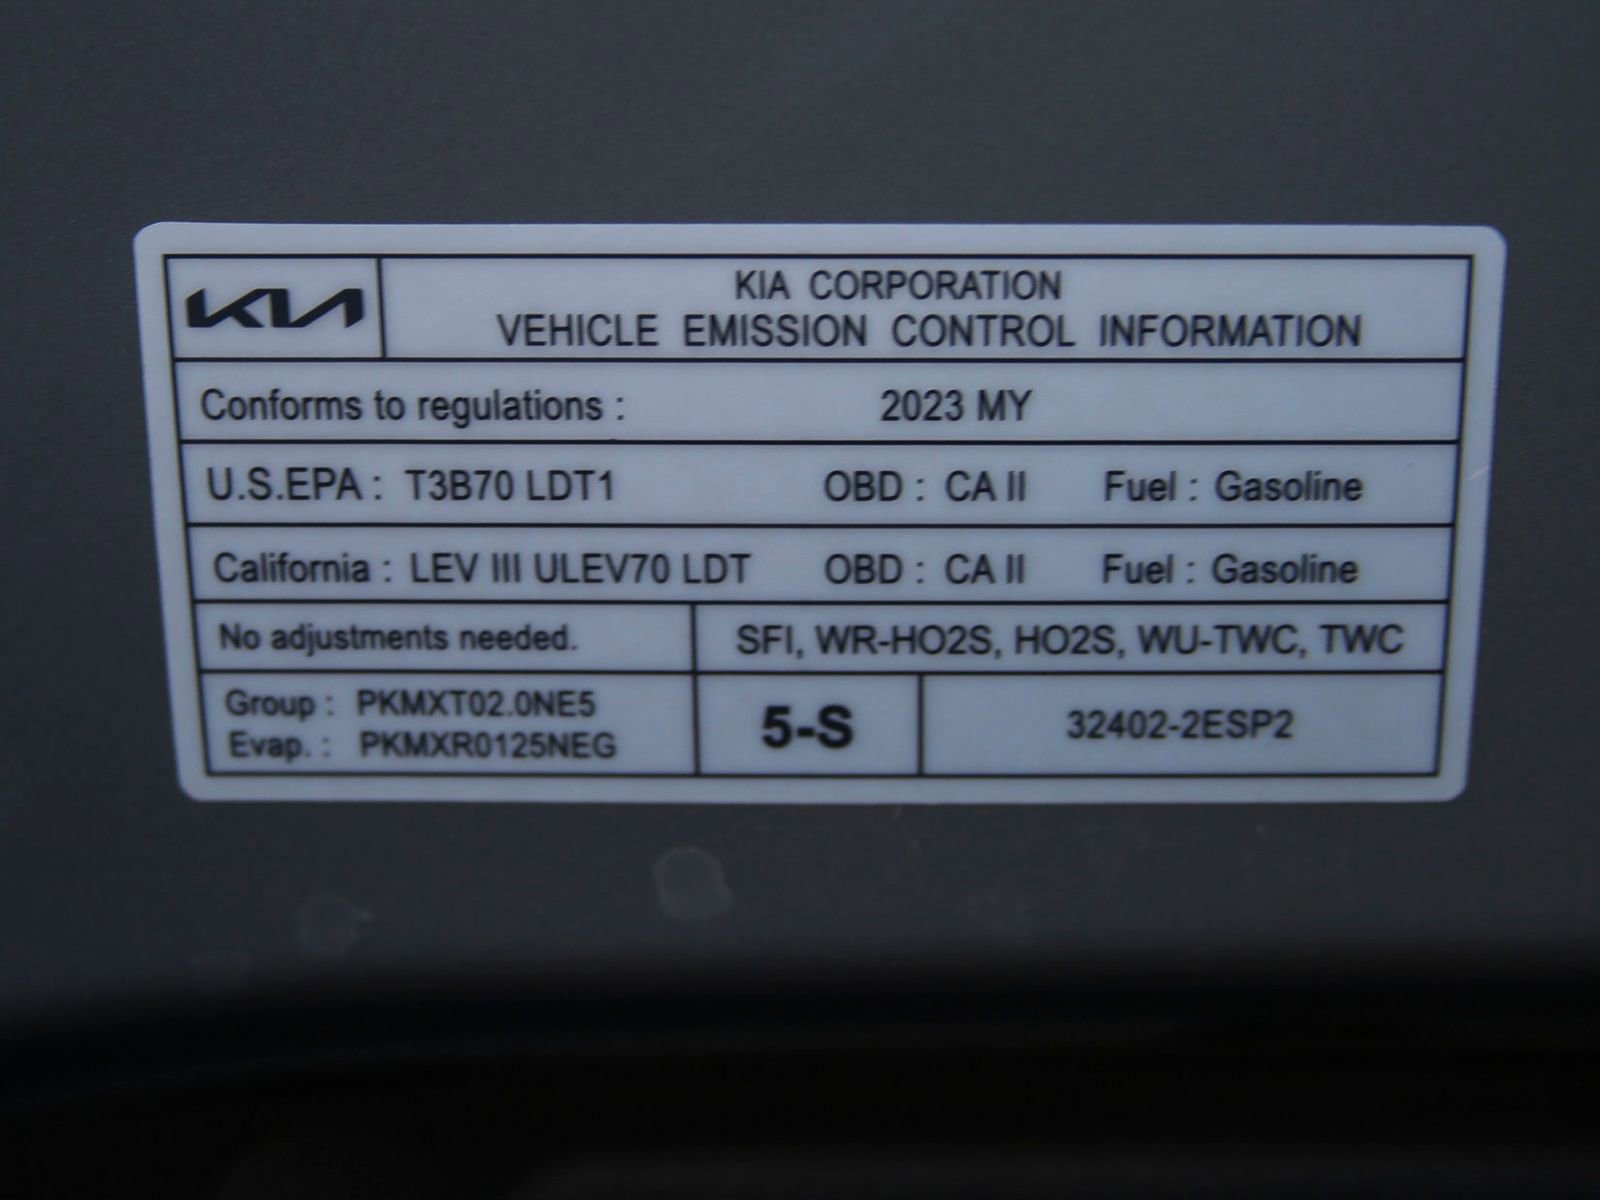 KIA
KIA CORPORATION
VEHICLE EMISSION CONTROL INFORMATION
Conforms to regulations : 2023 MY
U.S.EPA : T3B70 LDT1 OBD : CA II Fuel : Gasoline
California : LEV III ULEV70 LDT OBD : CA II Fuel : Gasoline
No adjustments needed. SFI, WR-HO2S, HO2S, WU-TWC, TWC
Group : PKMXT02.0NE5
Evap. : PKMXR0125NEG
5-S
32402-2ESP2